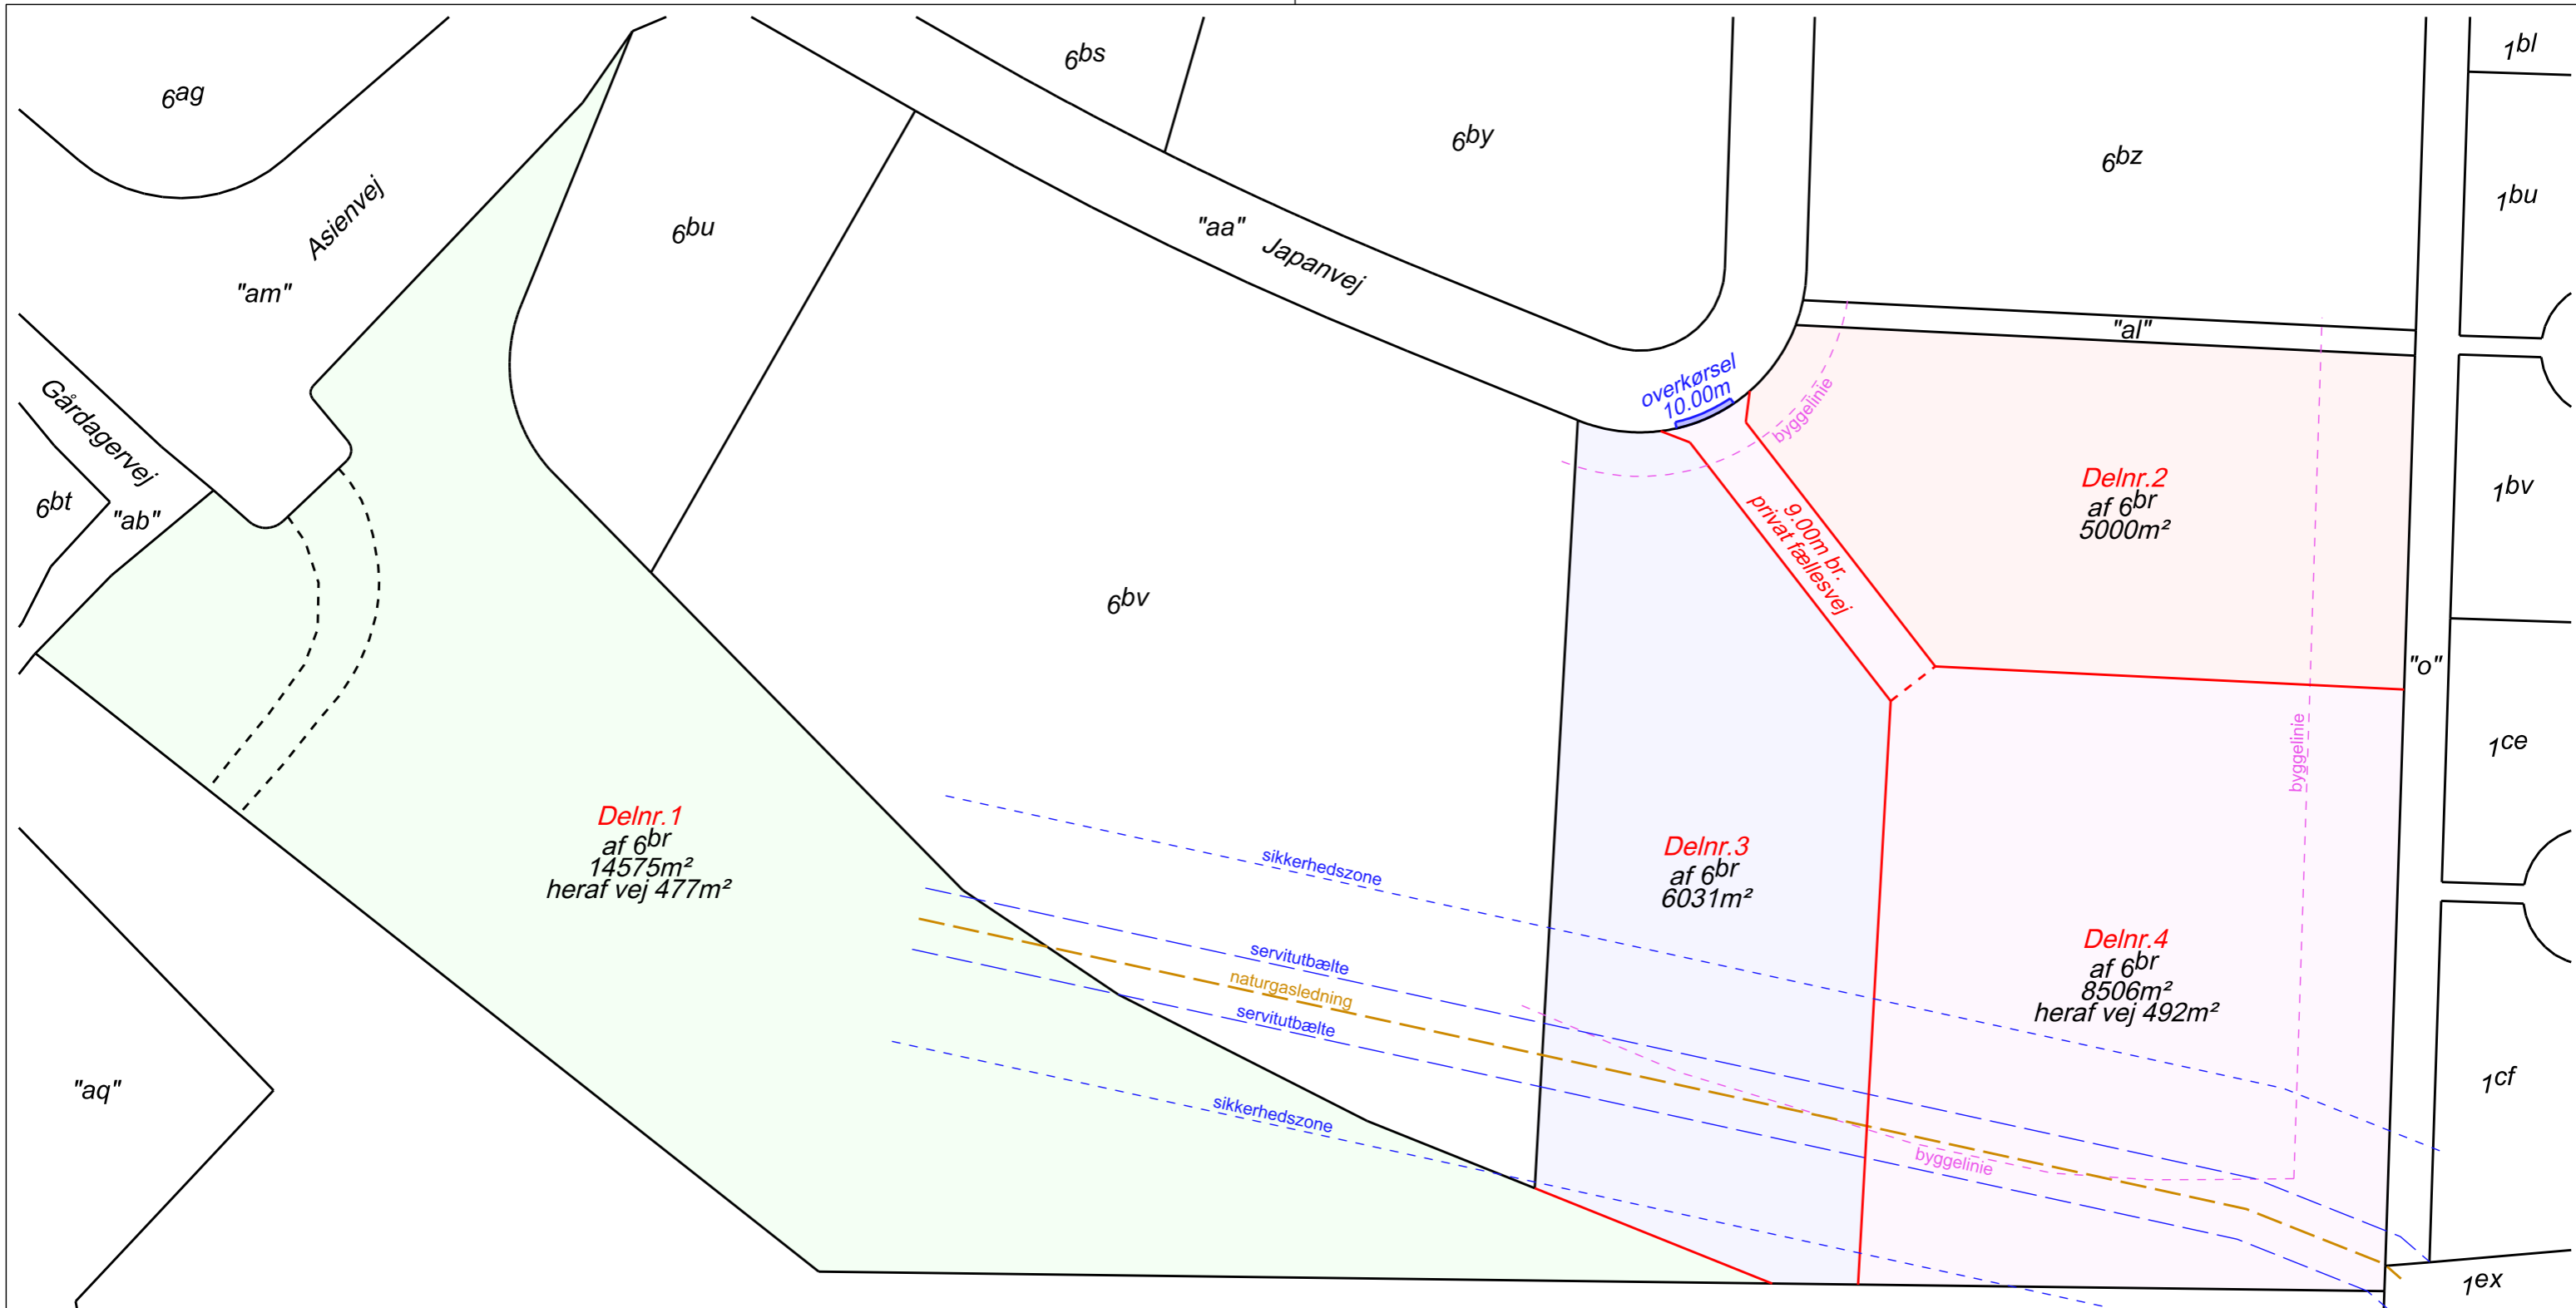 6ag
6bs
6by
6bz
1bl
1bu
Asienvej
"am"
6bu
"aa" Japanvej
"al"
Gårdagervej
6bt
"ab"
overkørsel
10.00m
byggelinie
9.00m br.
privat fællesvej
Delnr.2
af 6br
5000m²
1bv
6bv
"o"
byggelinie
1ce
Delnr.1
af 6br
14575m²
heraf vej 477m²
sikkerhedszone
servitutbælte
naturgasledning
servitutbælte
sikkerhedszone
Delnr.3
af 6br
6031m²
Delnr.4
af 6br
8506m²
heraf vej 492m²
byggelinie
"aq"
1cf
1ex